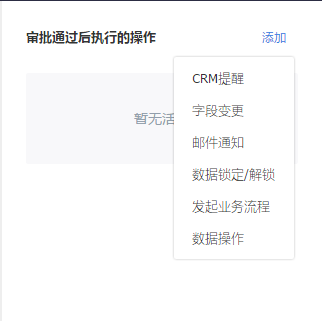 审批通过后执行的操作
添加
暂无活
CRM提醒
字段变更
邮件通知
数据锁定/解锁
发起业务流程
数据操作